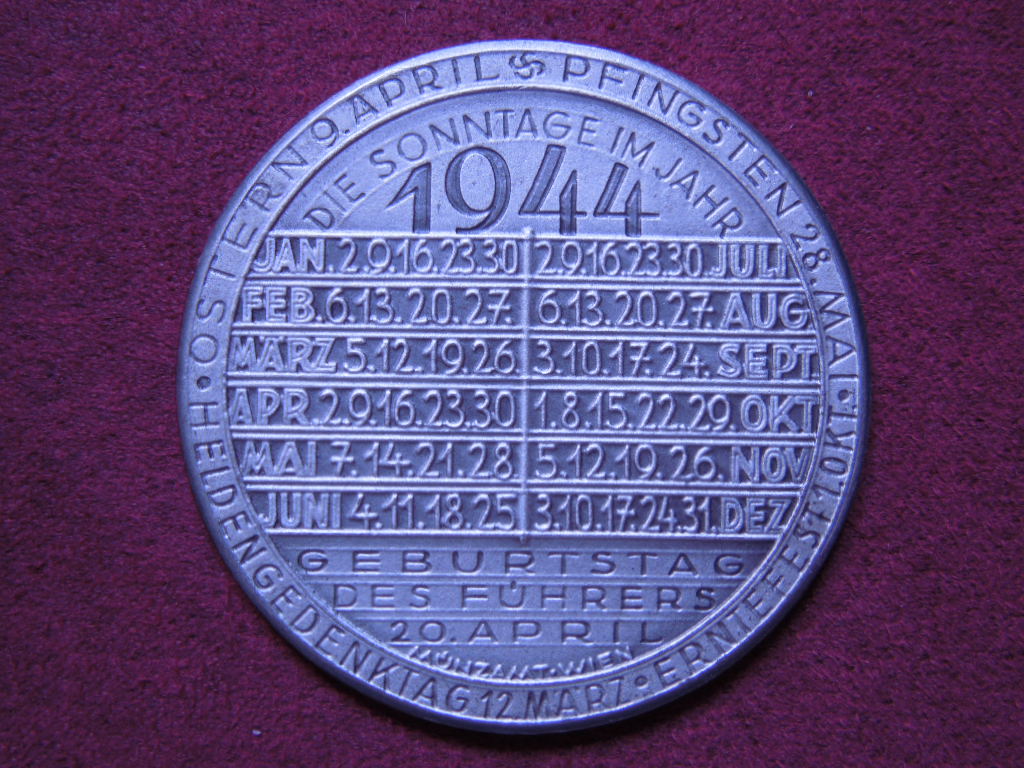 OSTERN 9. APRIL 卐 PFINGSTEN 28. MAI • ERNTEFEST 1. OKT • HELDENGEDENKTAG 12. MÄRZ •
DIE SONNTAGE IM JAHR
1944
JAN. 2.9.16.23.30 2.9.16.23.30. JULI
FEB. 6.13.20.27. 6.13.20.27. AUG
MÄRZ 5.12.19.26 3.10.17.24. SEPT
APR. 2.9.16.23.30 1.8.15.22.29. OKT
MAI 7.14.21.28 5.12.19.26. NOV
JUNI 4.11.18.25 3.10.17.24.31. DEZ
GEBURTSTAG
DES FÜHRERS
20. APRIL
MÜNZAMT • WIEN